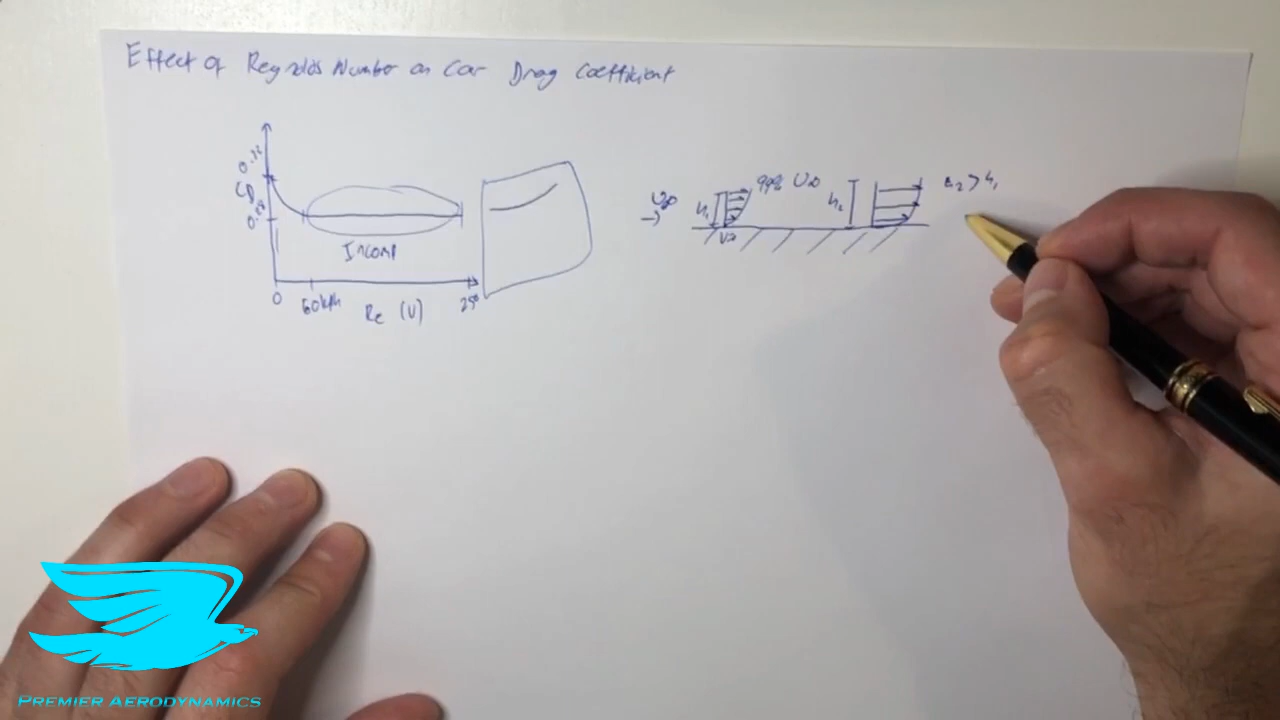 Effect of Reynolds Number on Car Drag Coefficient
0.32
CD
0.28
Incomp
0
60kph
Re (U)
250
U∞
h₁
99% U∞
h₂
h₂ > h₁
PREMIER AERODYNAMICS